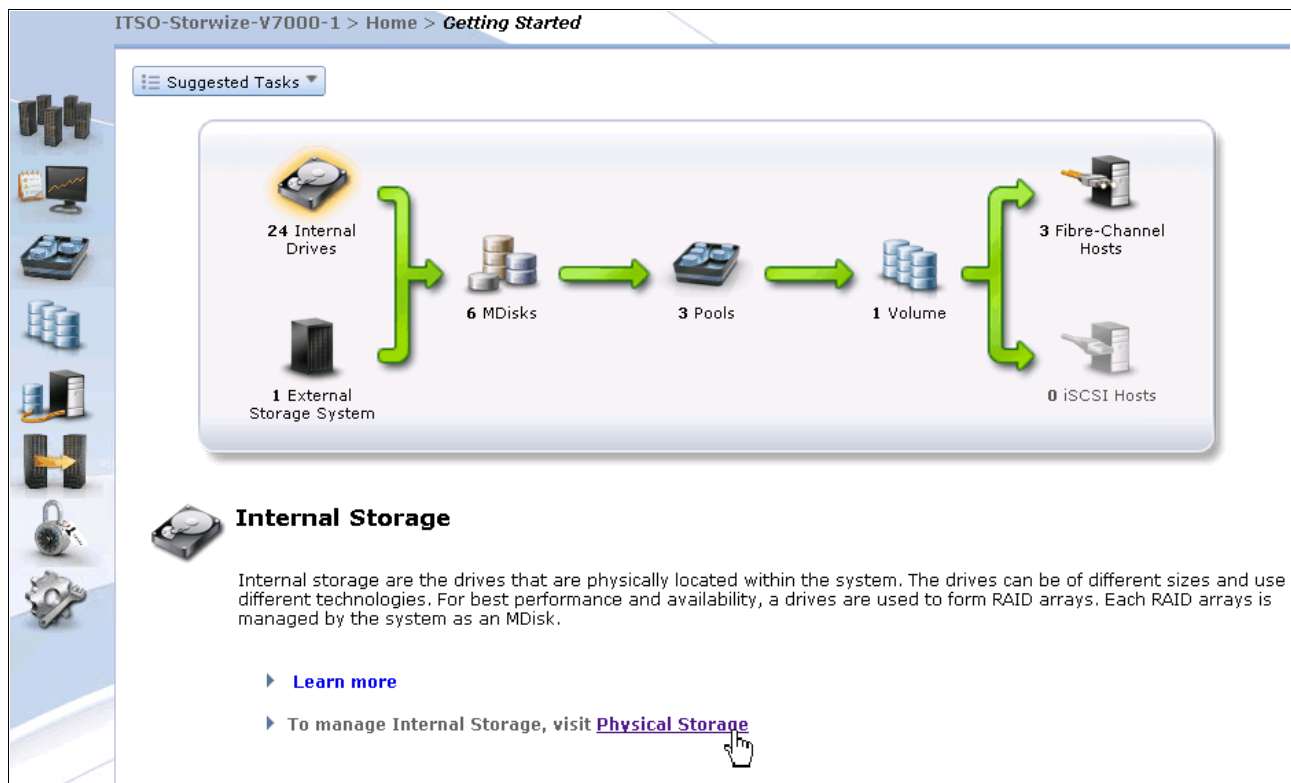 ITSO-Storwize-V7000-1 > Home > Getting Started
Suggested Tasks
24 Internal
Drives
3 Fibre-Channel
Hosts
6 MDisks
3 Pools
1 Volume
1 External
Storage System
0 iSCSI Hosts
Internal Storage
Internal storage are the drives that are physically located within the system. The drives can be of different sizes and use
different technologies. For best performance and availability, a drives are used to form RAID arrays. Each RAID arrays is
managed by the system as an MDisk.
Learn more
To manage Internal Storage, visit Physical Storage